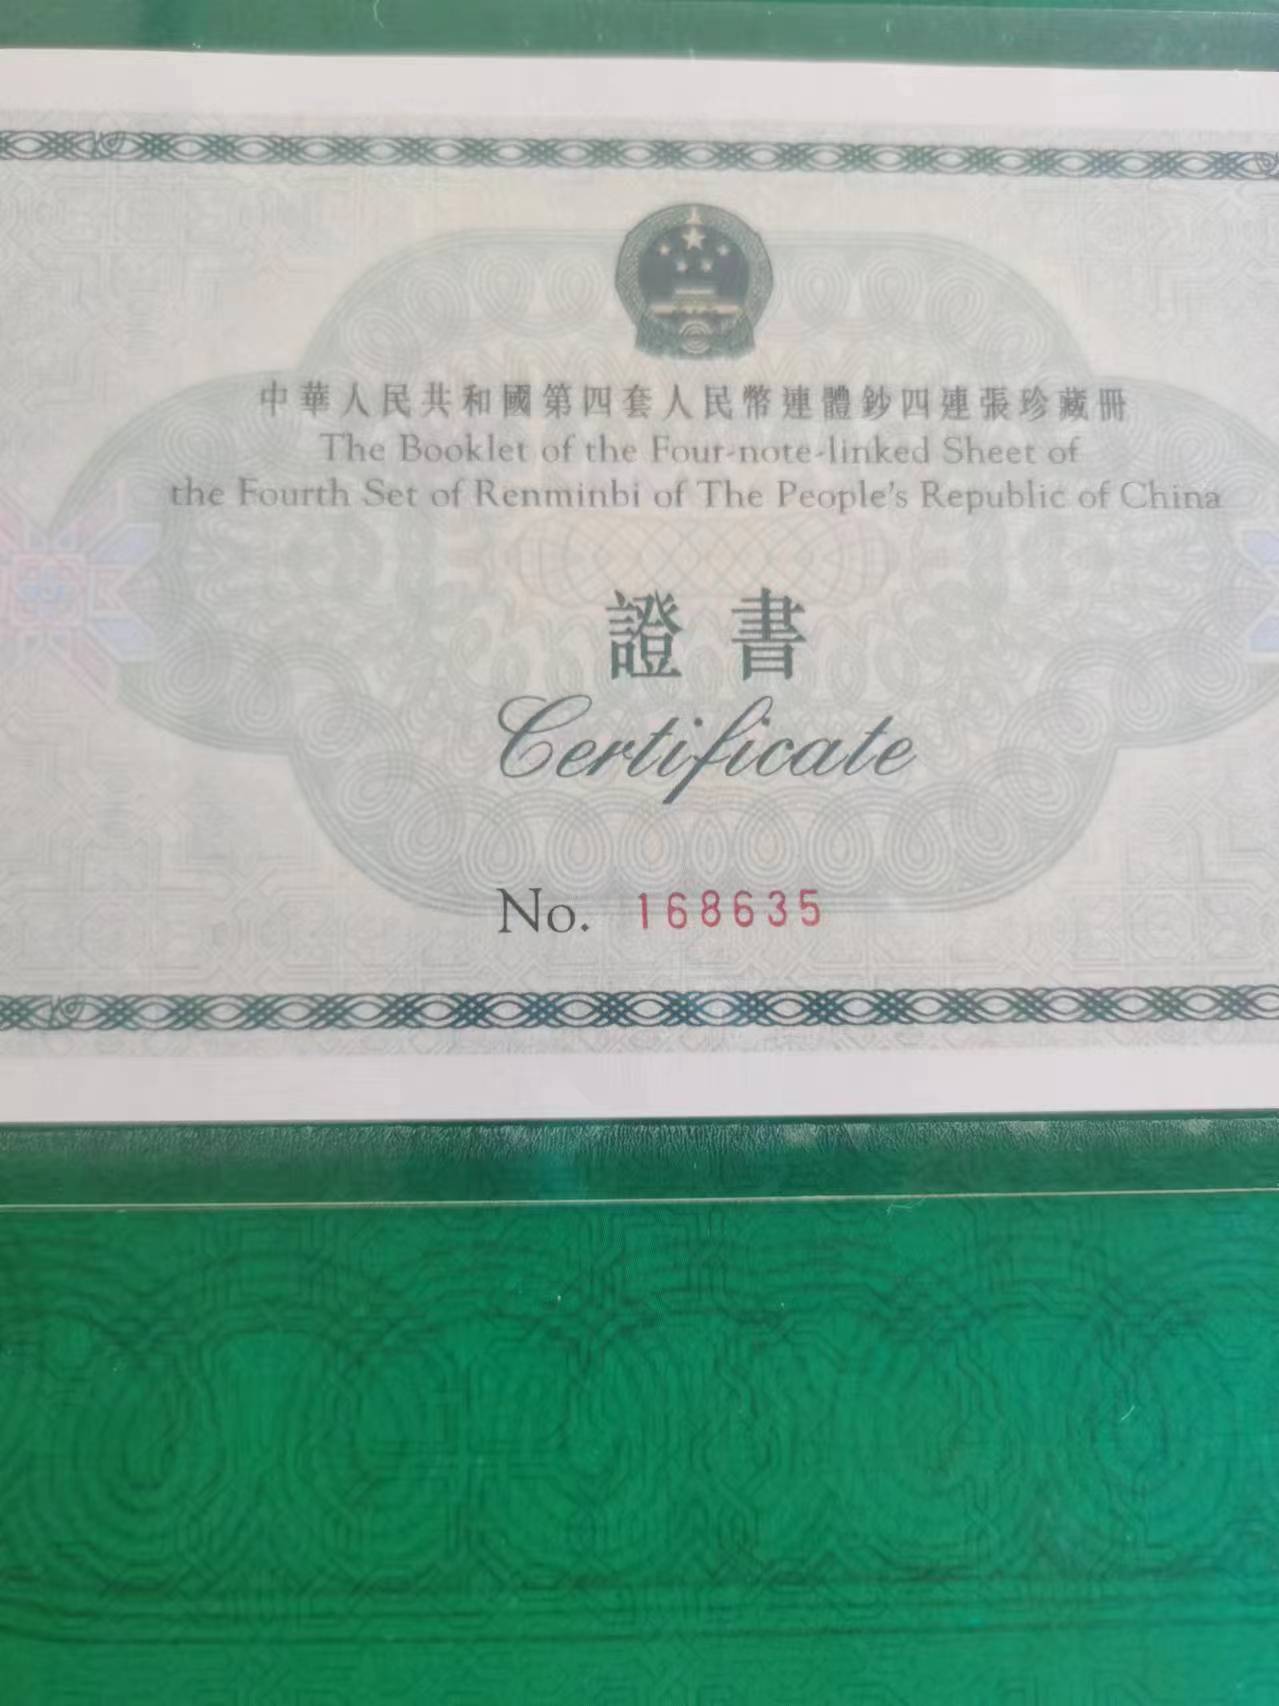 中華人民共和國第四套人民幣連體鈔四連張珍藏冊
The Booklet of the Four-note-linked Sheet of
the Fourth Set of Renminbi of The People's Republic of China
證書
Certificate
No. 168635